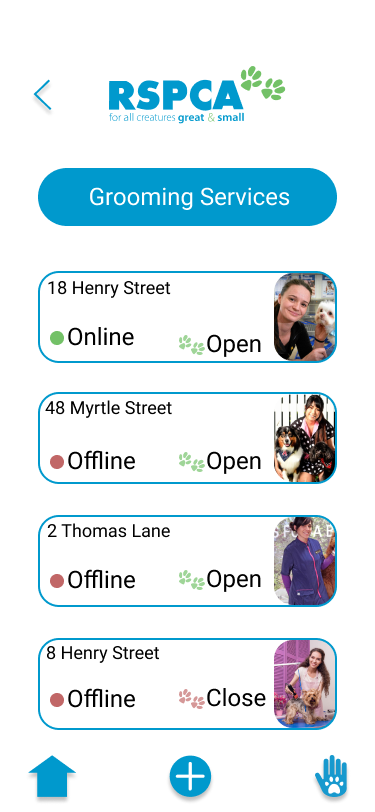 RSPCA
for all creatures great & small
Grooming Services
18 Henry Street
Online
Open
48 Myrtle Street
Offline
Open
2 Thomas Lane
Offline
Open
8 Henry Street
Offline
Close